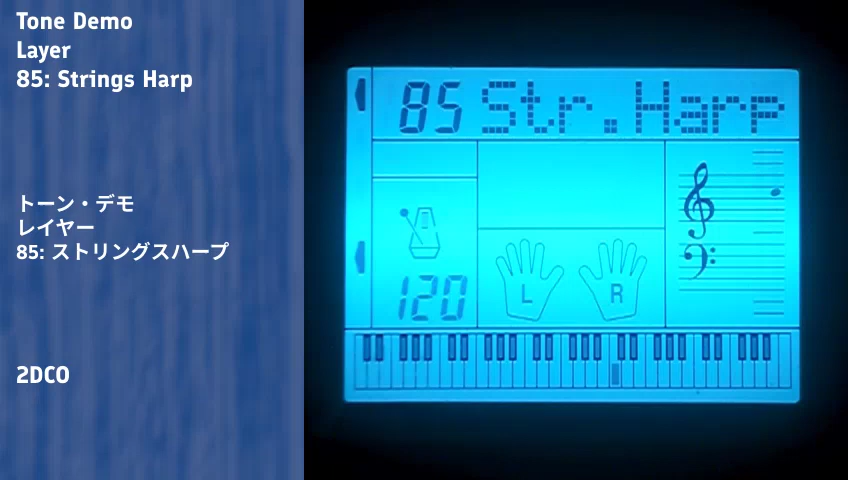 Tone Demo
Layer
85: Strings Harp
トーン・デモ
レイヤー
85: ストリングスハープ
2DCO
85 Str.Harp
120
L R